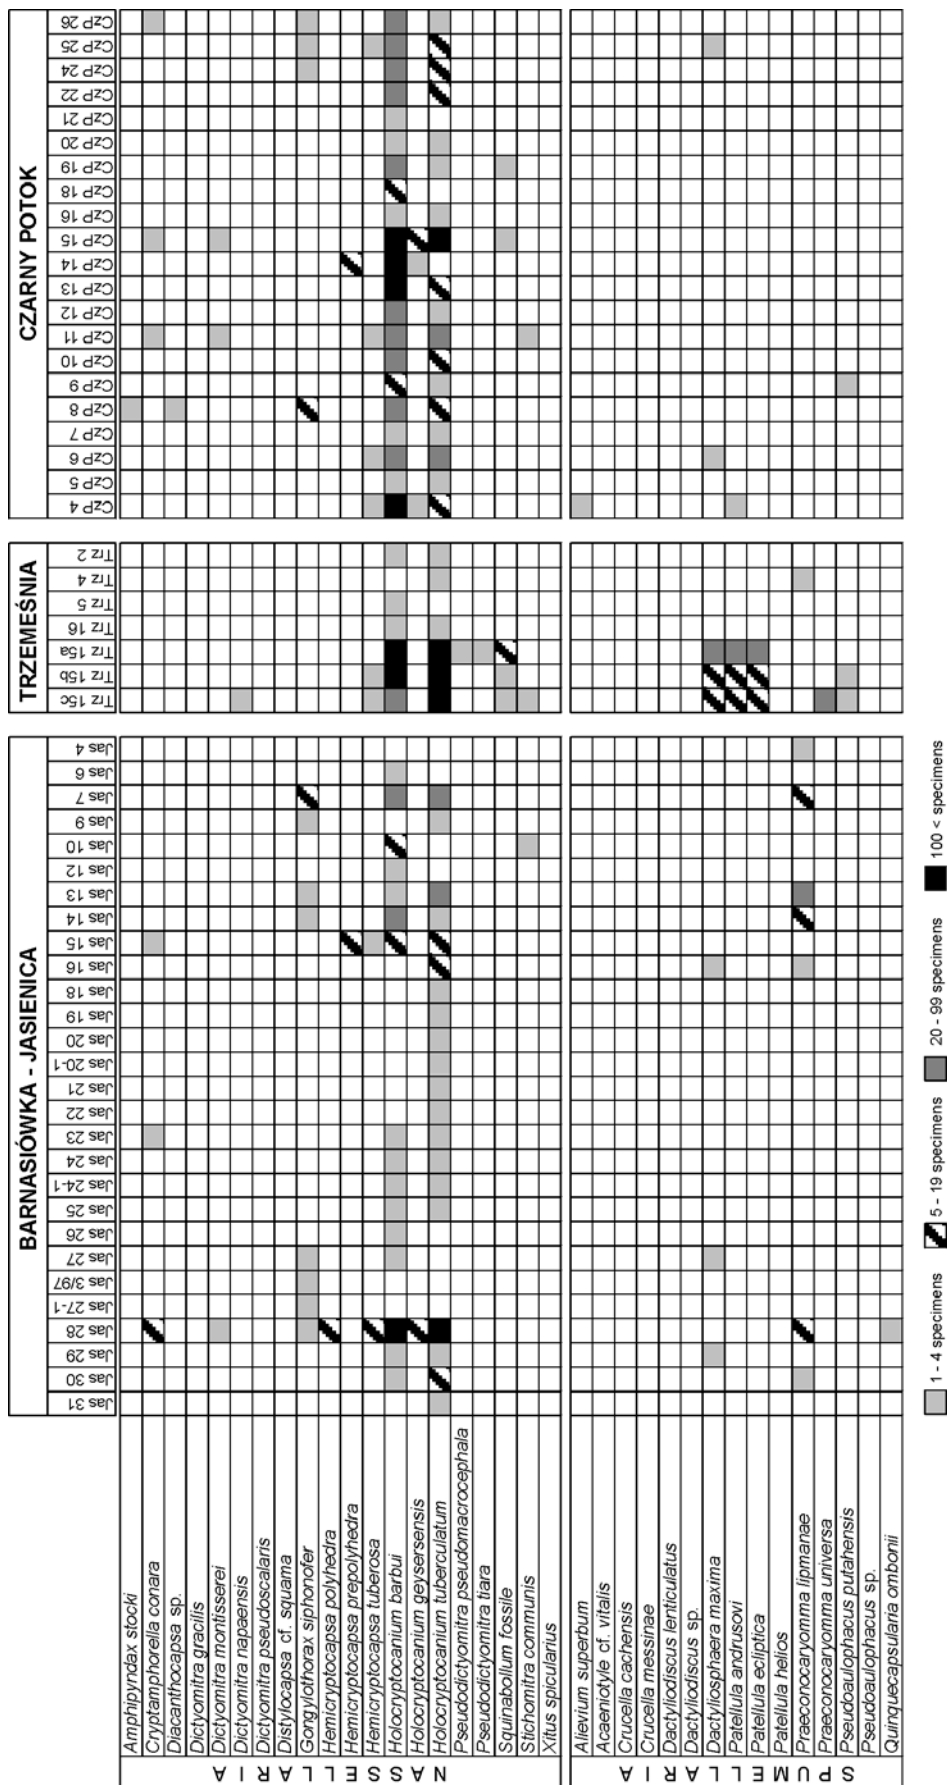 BARNASIÓWKA - JASIENICA
TRZEMEŚNIA
CZARNY POTOK
Jas 31
Jas 30
Jas 29
Jas 28
Jas 27-1
Jas 3/97
Jas 27
Jas 26
Jas 25
Jas 24-1
Jas 24
Jas 23
Jas 22
Jas 21
Jas 20-1
Jas 20
Jas 19
Jas 18
Jas 16
Jas 15
Jas 14
Jas 13
Jas 12
Jas 10
Jas 9
Jas 7
Jas 6
Jas 4
Trz 15c
Trz 15b
Trz 15a
Trz 16
Trz 5
Trz 4
Trz 2
CzP 4
CzP 5
CzP 6
CzP 7
CzP 8
CzP 9
CzP 10
CzP 11
CzP 12
CzP 13
CzP 14
CzP 15
CzP 16
CzP 18
CzP 19
CzP 20
CzP 21
CzP 22
CzP 24
CzP 25
CzP 26
NASSELLARIA
Amphipyndax stocki
Cryptamphorella conara
Diacanthocapsa sp.
Dictyomitra gracilis
Dictyomitra montisserei
Dictyomitra napaensis
Dictyomitra pseudoscalaris
Distylocapsa cf. squama
Gongylothorax siphonofer
Hemicryptocapsa polyhedra
Hemicryptocapsa prepolyhedra
Hemicryptocapsa tuberosa
Holocryptocanium barbui
Holocryptocanium geysersensis
Holocryptocanium tuberculatum
Pseudodictyomitra pseudomacrocephala
Pseudodictyomitra tiara
Squinabollum fossile
Stichomitra communis
Xitus spicularius
SPUMELLARIA
Alievium superbum
Acaeniotyle cf. vitalis
Crucella cachensis
Crucella messinae
Dactyliodiscus lenticulatus
Dactyliodiscus sp.
Dactyliosphaera maxima
Patellula andrusovi
Patellula ecliptica
Patellula helios
Praeconocaryomma lipmanae
Praeconocaryomma universa
Pseudoaulophacus putahensis
Pseudoaulophacus sp.
Quinquecapsularia ombonii
1 - 4 specimens
5 - 19 specimens
20 - 99 specimens
100 < specimens